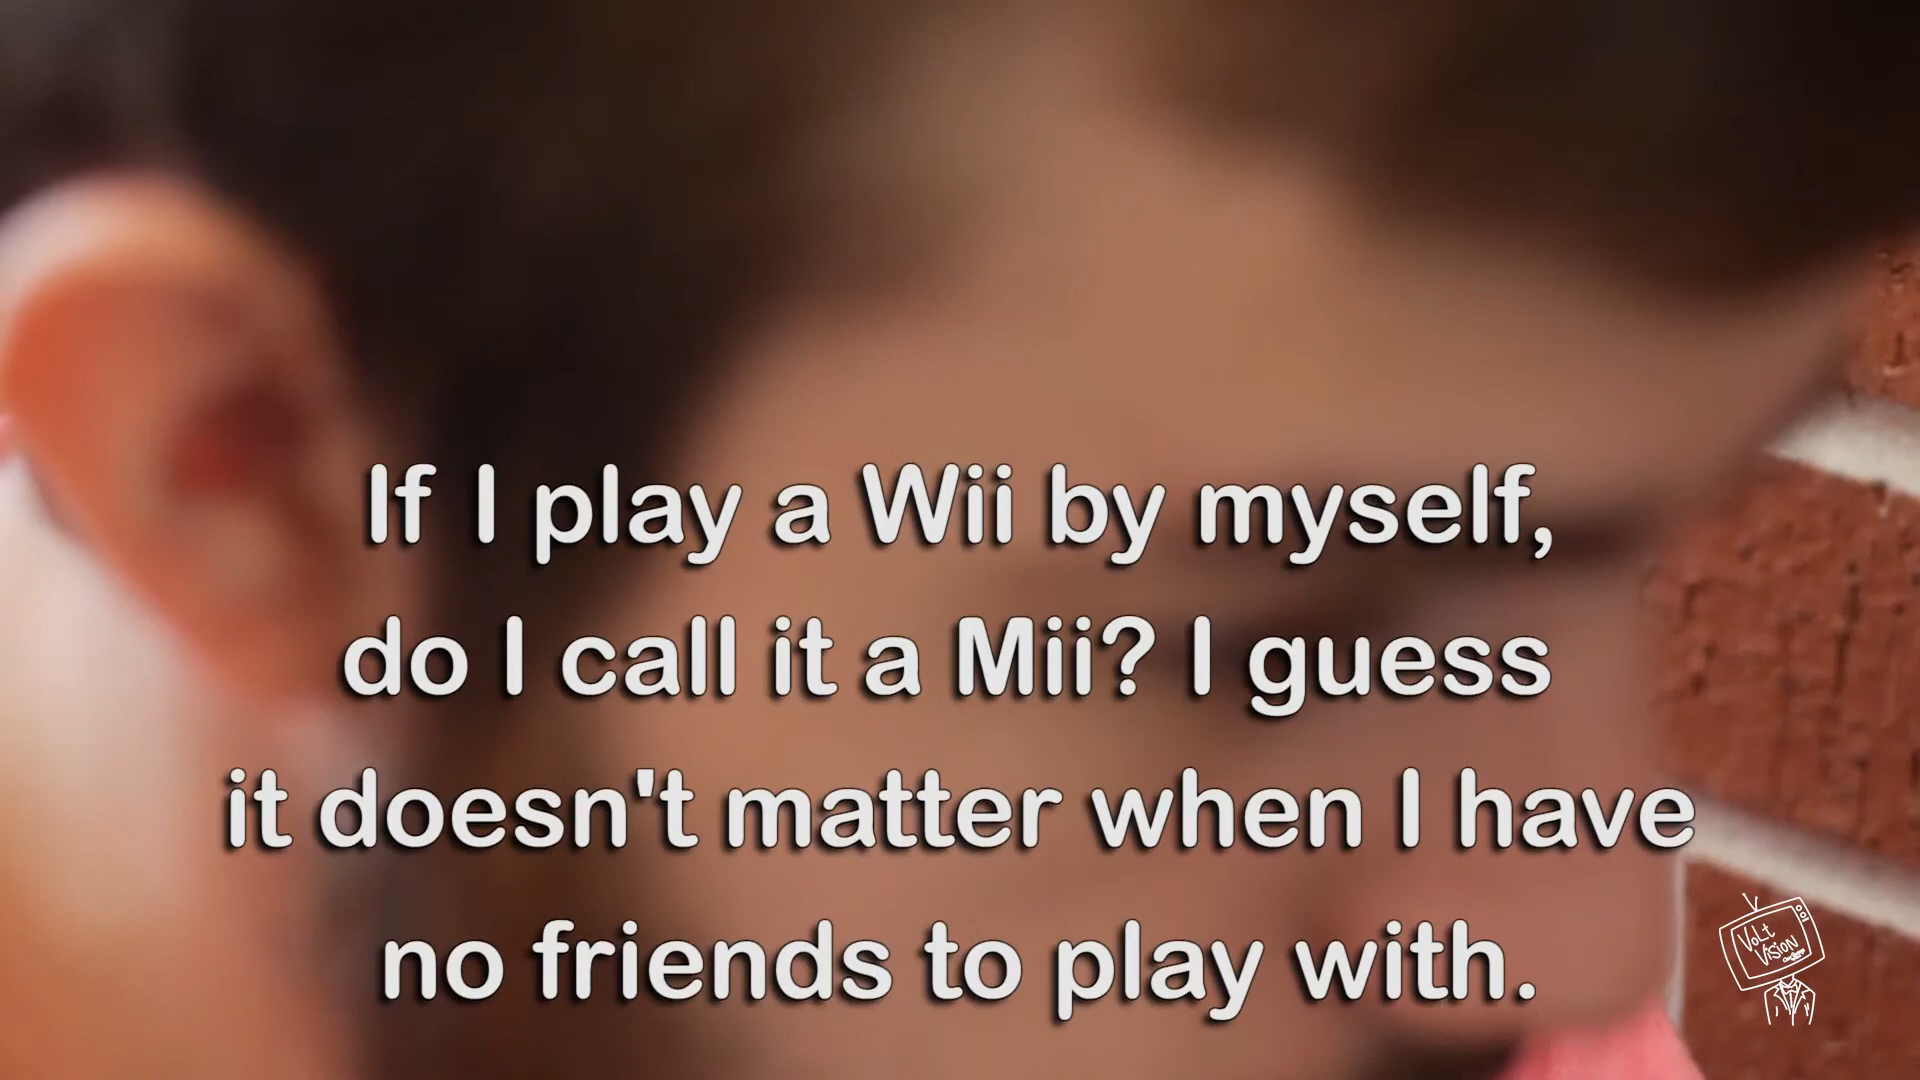 If I play a Wii by myself,
do I call it a Mii? I guess
it doesn't matter when I have
no friends to play with.
VoLt
VisioN